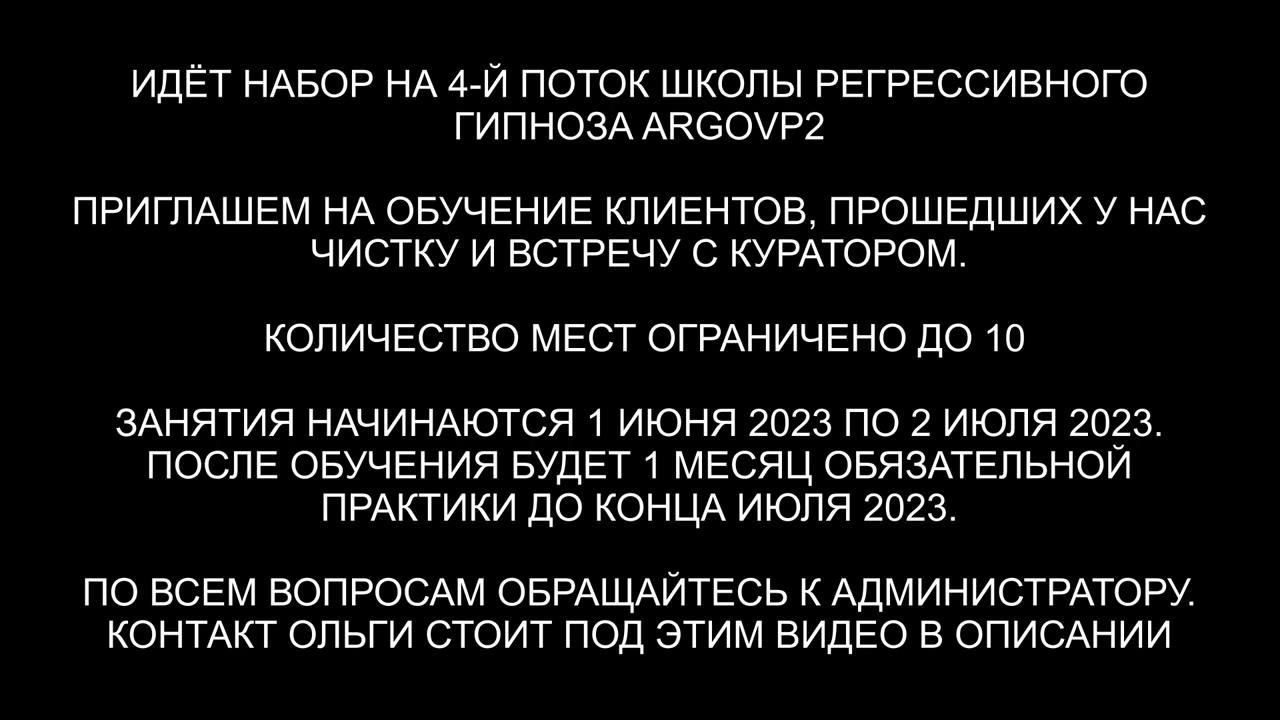 ИДЁТ НАБОР НА 4-Й ПОТОК ШКОЛЫ РЕГРЕССИВНОГО
ГИПНОЗА ARGOVP2
ПРИГЛАШЕМ НА ОБУЧЕНИЕ КЛИЕНТОВ, ПРОШЕДШИХ У НАС
ЧИСТКУ И ВСТРЕЧУ С КУРАТОРОМ.
КОЛИЧЕСТВО МЕСТ ОГРАНИЧЕНО ДО 10
ЗАНЯТИЯ НАЧИНАЮТСЯ 1 ИЮНЯ 2023 ПО 2 ИЮЛЯ 2023.
ПОСЛЕ ОБУЧЕНИЯ БУДЕТ 1 МЕСЯЦ ОБЯЗАТЕЛЬНОЙ
ПРАКТИКИ ДО КОНЦА ИЮЛЯ 2023.
ПО ВСЕМ ВОПРОСАМ ОБРАЩАЙТЕСЬ К АДМИНИСТРАТОРУ.
КОНТАКТ ОЛЬГИ СТОИТ ПОД ЭТИМ ВИДЕО В ОПИСАНИИ